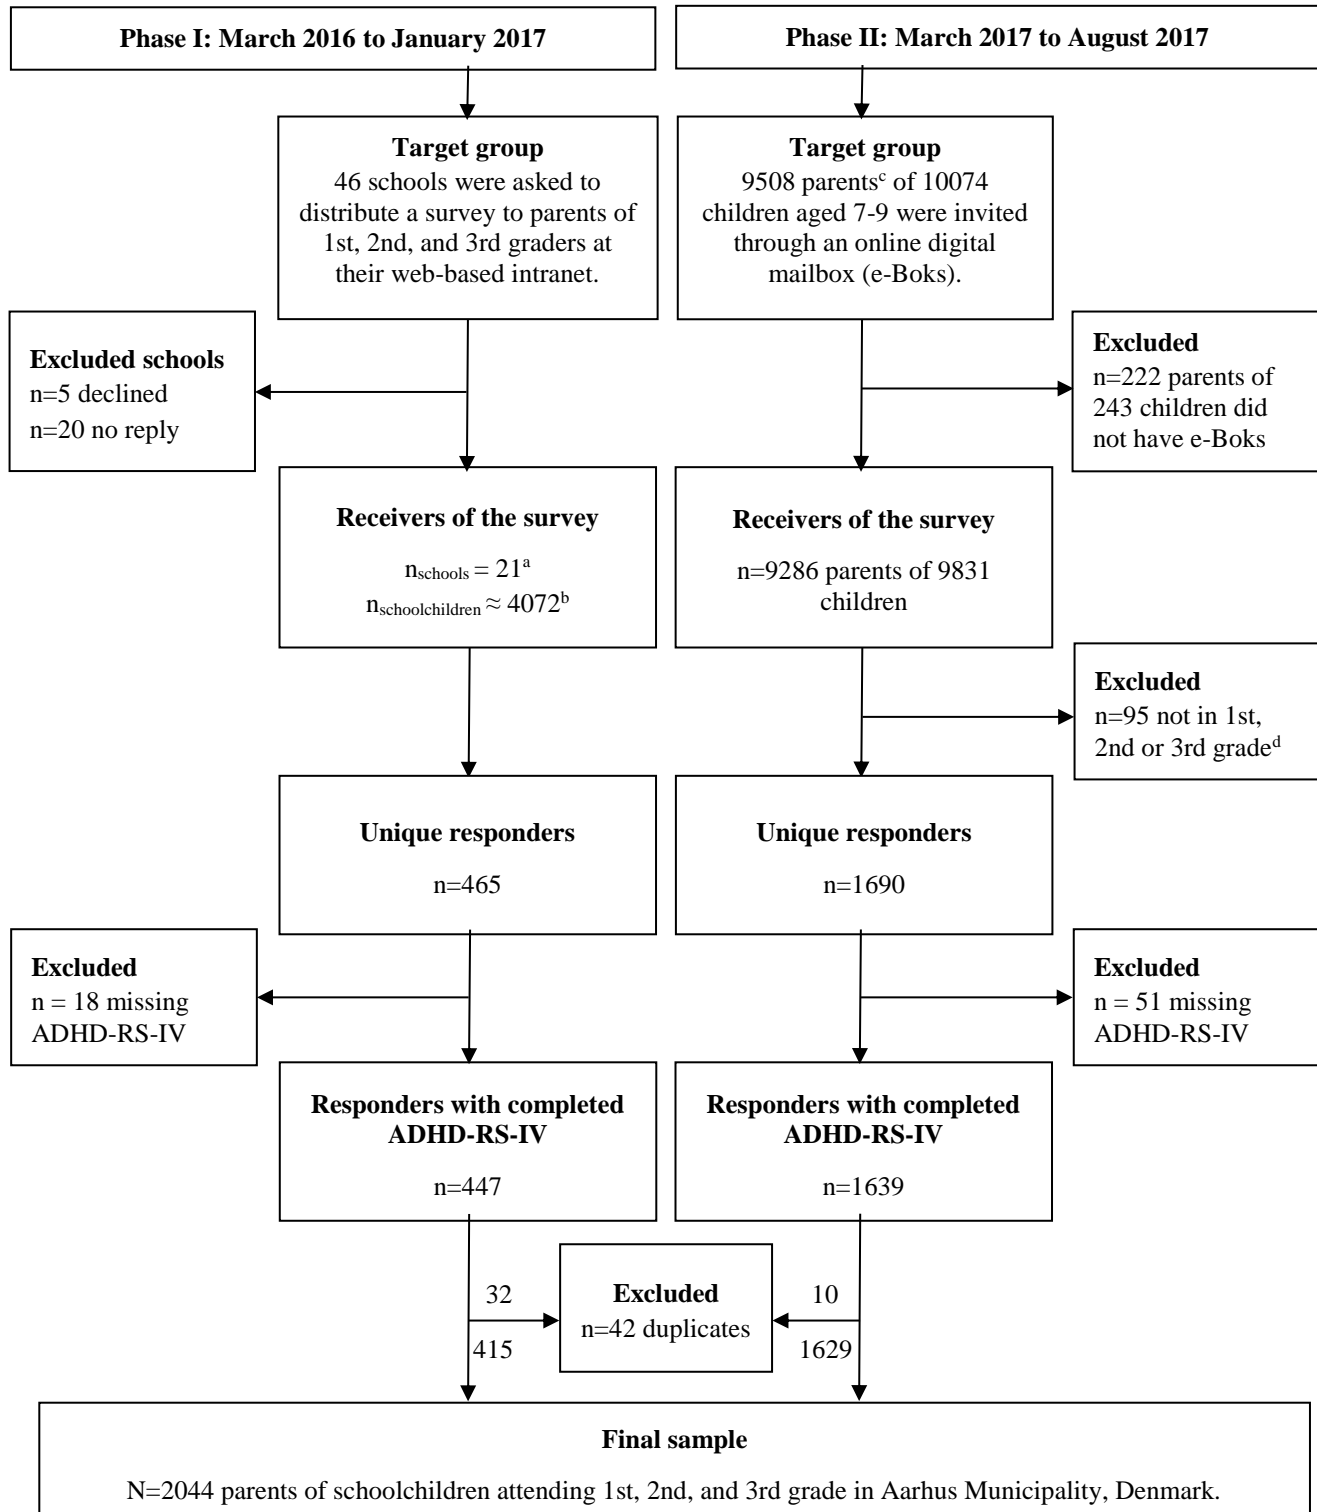 Phase I: March 2016 to January 2017
Phase II: March 2017 to August 2017
Target group
46 schools were asked to
distribute a survey to parents of
1st, 2nd, and 3rd graders at
their web-based intranet.
Target group
9508 parentsᶜ of 10074
children aged 7-9 were invited
through an online digital
mailbox (e-Boks).
Excluded schools
n=5 declined
n=20 no reply
Excluded
n=222 parents of
243 children did
not have e-Boks
Receivers of the survey
nschools = 21ᵃ
nschoolchildren ≈ 4072ᵇ
Receivers of the survey
n=9286 parents of 9831
children
Excluded
n=95 not in 1st,
2nd or 3rd gradeᵈ
Unique responders
n=465
Unique responders
n=1690
Excluded
n = 18 missing
ADHD-RS-IV
Excluded
n = 51 missing
ADHD-RS-IV
Responders with completed
ADHD-RS-IV
n=447
Responders with completed
ADHD-RS-IV
n=1639
32
415
Excluded
n=42 duplicates
10
1629
Final sample
N=2044 parents of schoolchildren attending 1st, 2nd, and 3rd grade in Aarhus Municipality, Denmark.